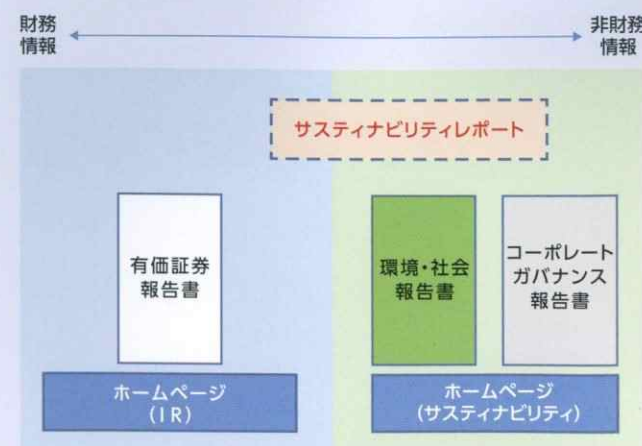 財務
情報
非財務
情報
サスティナビリティレポート
有価証券
報告書
環境・社会
報告書
コーポレート
ガバナンス
報告書
ホームページ
(IR)
ホームページ
(サスティナビリティ)